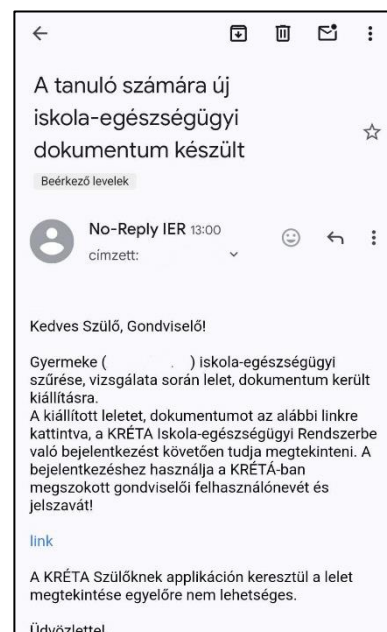 A tanuló számára új
iskola-egészségügyi
dokumentum készült
Beérkező levelek
No-Reply IER 13:00
címzett:
Kedves Szülő, Gondviselő!
Gyermeke ( . ) iskola-egészségügyi
szűrése, vizsgálata során lelet, dokumentum került
kiállításra.
A kiállított leletet, dokumentumot az alábbi linkre
kattintva, a KRÉTA Iskola-egészségügyi Rendszerbe
való bejelentkezést követően tudja megtekinteni. A
bejelentkezéshez használja a KRÉTÁ-ban
megszokott gondviselői felhasználónevét és
jelszavát!
link
A KRÉTA Szülőknek applikáción keresztül a lelet
megtekintése egyelőre nem lehetséges.
Üdvözlettel